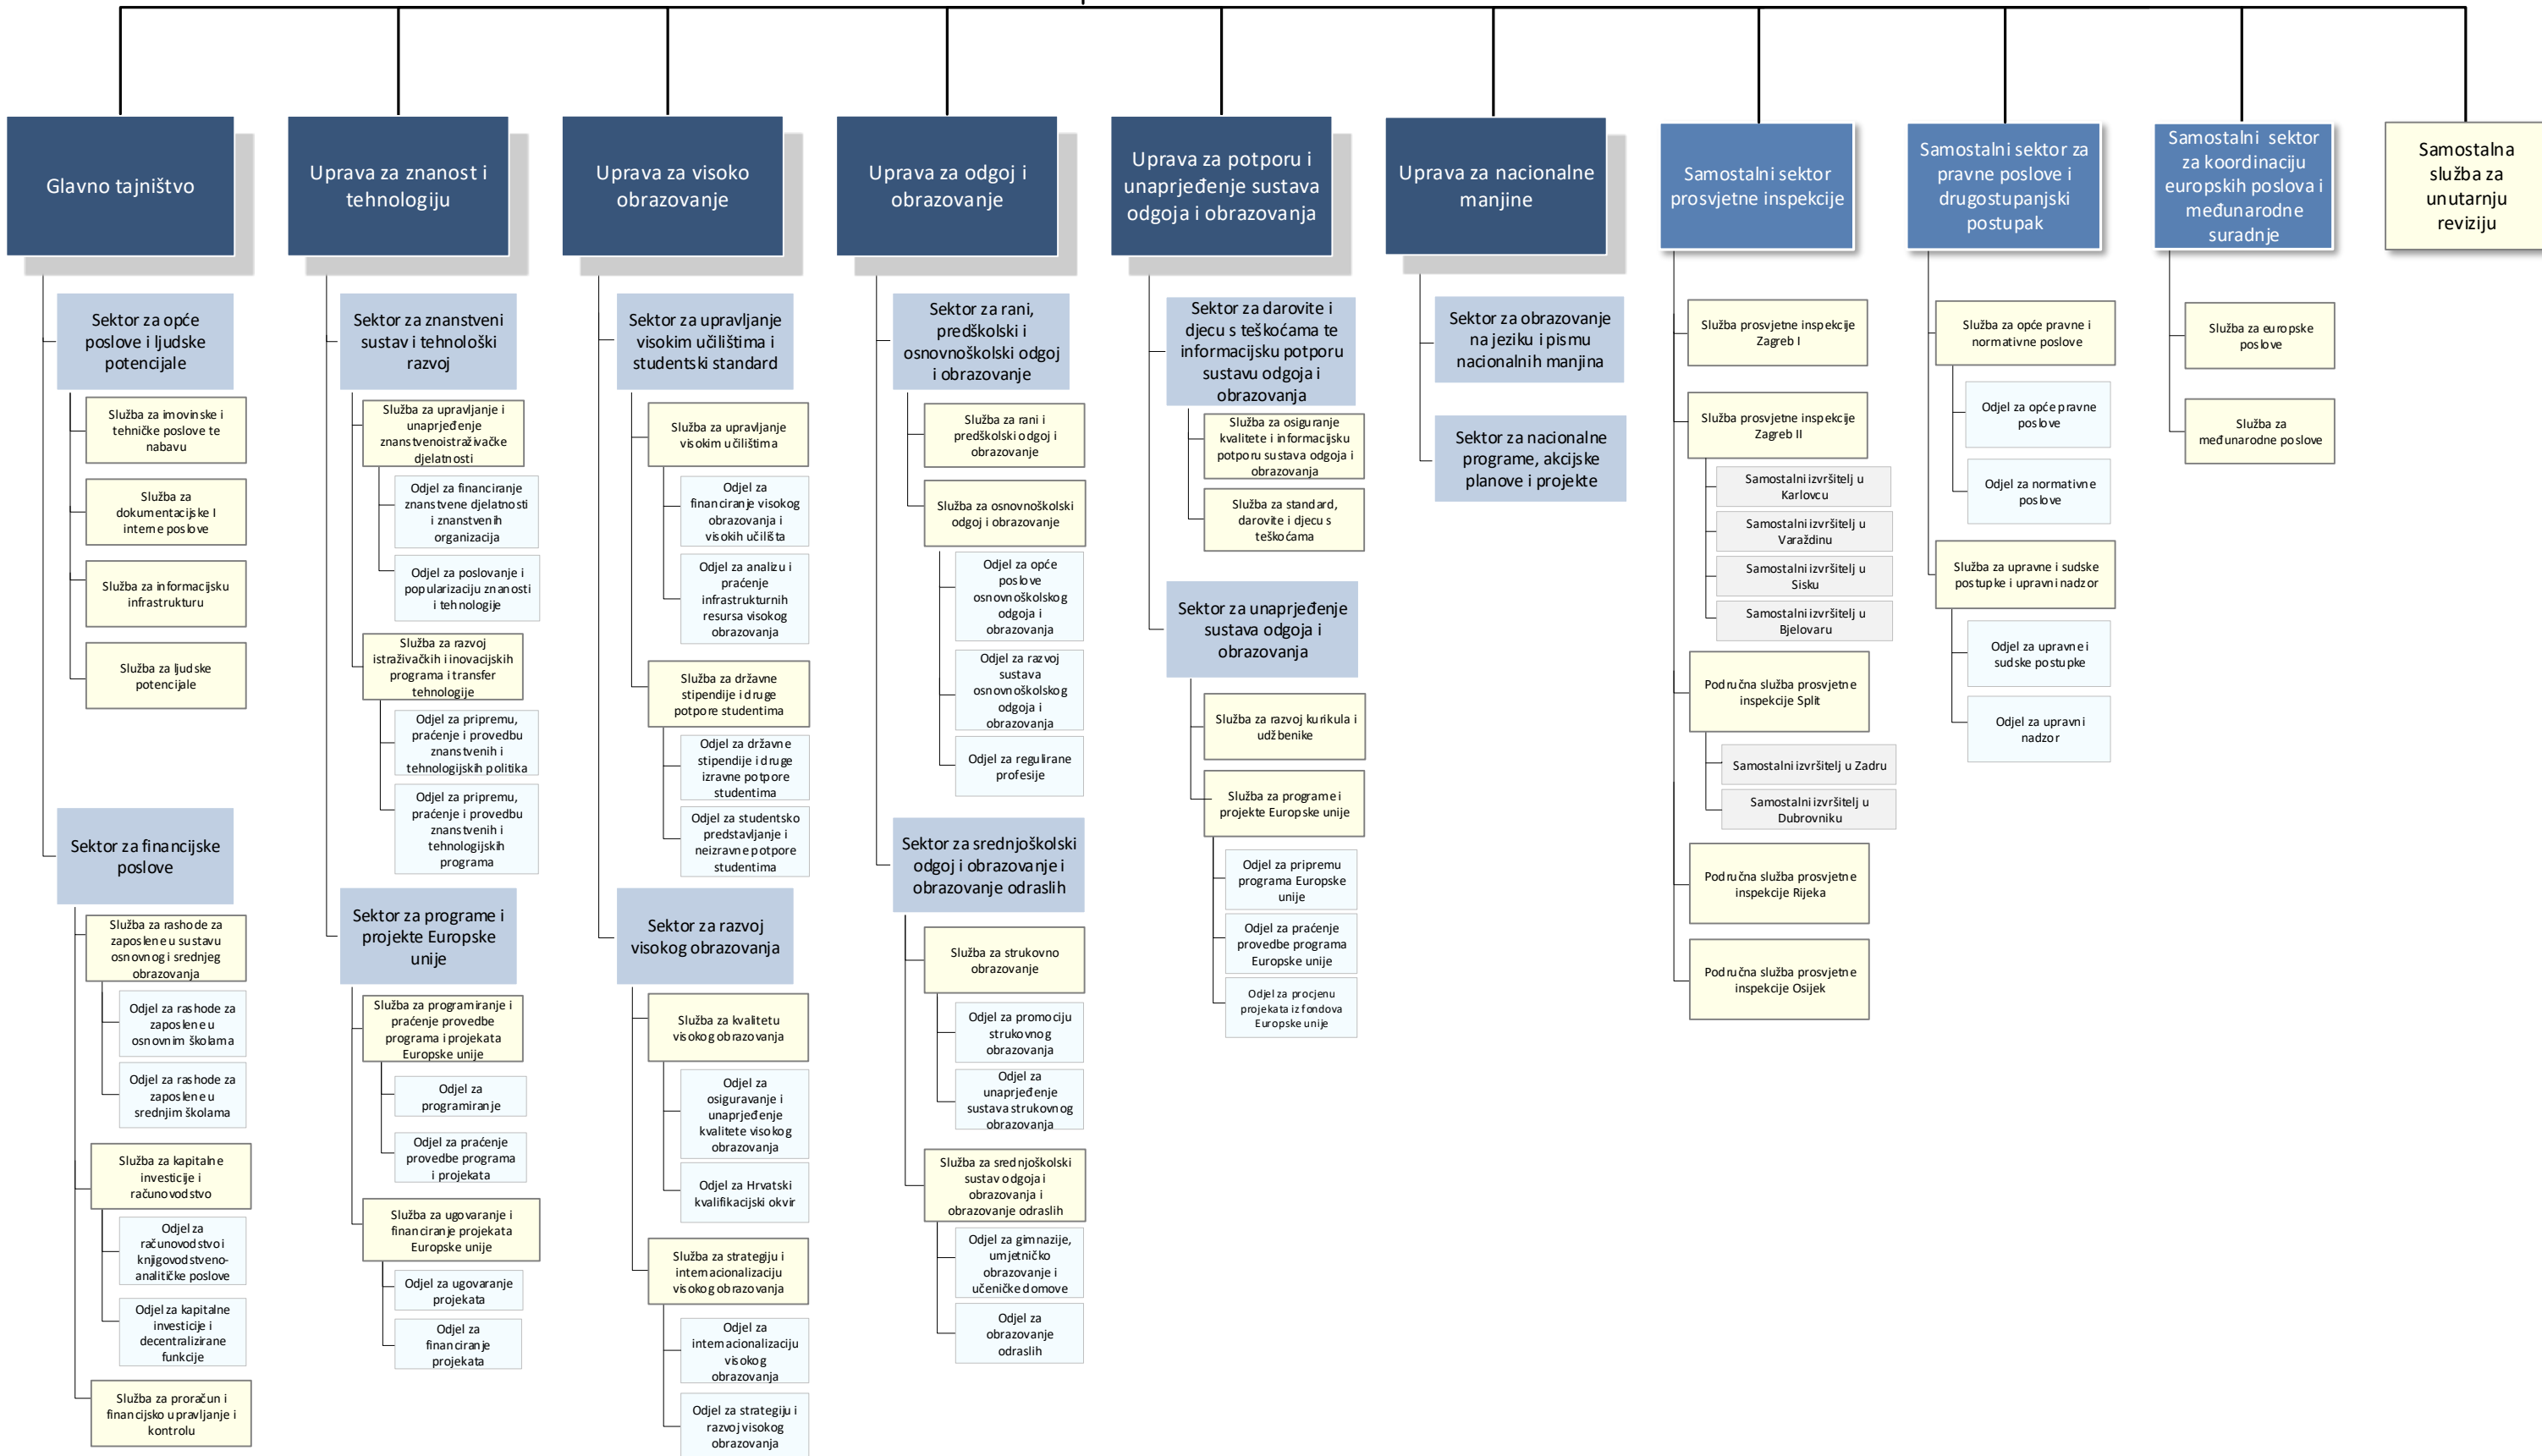 Glavno tajništvo
Uprava za znanost i
tehnologiju
Uprava za visoko
obrazovanje
Uprava za odgoj i
obrazovanje
Uprava za potporu i
unaprjeđenje sustava
odgoja i obrazovanja
Uprava za nacionalne
manjine
Samostalni sektor
prosvjetne inspekcije
Samostalni sektor za
pravne poslove i
drugostupanjski
postupak
Samostalni sektor
za koordinaciju
europskih poslova i
međunarodne
suradnje
Samostalna
služba za
unutarnju
reviziju
Sektor za opće
poslove i ljudske
potencijale
Služba za imovinske i
tehničke poslove te
nabavu
Služba za
dokumentacijske I
interne poslove
Služba za informacijsku
infrastrukturu
Služba za ljudske
potencijale
Sektor za financijske
poslove
Služba za rashode za
zaposlene u sustavu
osnovnog i srednjeg
obrazovanja
Odjel za rashode za
zaposlene u
osnovnim školama
Odjel za rashode za
zaposlene u
srednjim školama
Služba za kapitalne
investicije i
računovodstvo
Odjel za
računovodstvo i
knjigovodstveno-
analitičke poslove
Odjel za kapitalne
investicije i
decentralizirane
funkcije
Služba za proračun i
financijsko upravljanje i
kontrolu
Sektor za znanstveni
sustav i tehnološki
razvoj
Služba za upravljanje i
unaprjeđenje
znanstvenoistraživačke
djelatnosti
Odjel za financiranje
znanstvene djelatnosti
i znanstvenih
organizacija
Odjel za poslovanje i
popularizaciju znanosti
i tehnologije
Služba za razvoj
istraživačkih i inovacijskih
programa i transfer
tehnologije
Odjel za pripremu,
praćenje i provedbu
znanstvenih i
tehnologijskih politika
Odjel za pripremu,
praćenje i provedbu
znanstvenih i
tehnologijskih
programa
Sektor za programe i
projekte Europske
unije
Služba za programiranje i
praćenje provedbe
programa i projekata
Europske unije
Odjel za
programiranje
Odjel za praćenje
provedbe programa
i projekata
Služba za ugovaranje i
financiranje projekata
Europske unije
Odjel za ugovaranje
projekata
Odjel za
financiranje
projekata
Sektor za upravljanje
visokim učilištima i
studentski standard
Služba za upravljanje
visokim učilištima
Odjel za
financiranje visokog
obrazovanja i
visokih učilišta
Odjel za analizu i
praćenje
infrastrukturnih
resursa visokog
obrazovanja
Služba za državne
stipendije i druge
potpore studentima
Odjel za državne
stipendije i druge
izravne potpore
studentima
Odjel za studentsko
predstavljanje i
neizravne potpore
studentima
Sektor za razvoj
visokog obrazovanja
Služba za kvalitetu
visokog obrazovanja
Odjel za
osiguravanje i
unaprjeđenje
kvalitete visokog
obrazovanja
Odjel za Hrvatski
kvalifikacijski okvir
Služba za strategiju i
internacionalizaciju
visokog obrazovanja
Odjel za
internacionalizaciju
visokog
obrazovanja
Odjel za strategiju i
razvoj visokog
obrazovanja
Sektor za rani,
predškolski i
osnovnoškolski odgoj
i obrazovanje
Služba za rani i
predškolski odgoj i
obrazovanje
Služba za osnovnoškolski
odgoj i obrazovanje
Odjel za opće
poslove
osnovnoškolskog
odgoja i
obrazovanja
Odjel za razvoj
sustava
osnovnoškolskog
odgoja i
obrazovanja
Odjel za regulirane
profesije
Sektor za srednjoškolski
odgoj i obrazovanje i
obrazovanje odraslih
Služba za strukovno
obrazovanje
Odjel za promociju
strukovnog
obrazovanja
Odjel za
unaprjeđenje
sustava strukovnog
obrazovanja
Služba za srednjoškolski
sustav odgoja i
obrazovanja i
obrazovanje odraslih
Odjel za gimnazije,
umjetničko
obrazovanje i
učeničke domove
Odjel za
obrazovanje
odraslih
Sektor za darovite i
djecu s teškoćama te
informacijsku potporu
sustavu odgoja i
obrazovanja
Služba za osiguranje
kvalitete i informacijsku
potporu sustava odgoja i
obrazovanja
Služba za standard,
darovite i djecu s
teškoćama
Sektor za unaprjeđenje
sustava odgoja i
obrazovanja
Služba za razvoj kurikula i
udžbenike
Služba za programe i
projekte Europske unije
Odjel za pripremu
programa Europske
unije
Odjel za praćenje
provedbe programa
Europske unije
Odjel za procjenu
projekata iz fondova
Europske unije
Sektor za obrazovanje
na jeziku i pismu
nacionalnih manjina
Sektor za nacionalne
programe, akcijske
planove i projekte
Služba prosvjetne inspekcije
Zagreb I
Služba prosvjetne inspekcije
Zagreb II
Samostalni izvršitelj u
Karlovcu
Samostalni izvršitelj u
Varaždinu
Samostalni izvršitelj u
Sisku
Samostalni izvršitelj u
Bjelovaru
Područna služba prosvjetne
inspekcije Split
Samostalni izvršitelj u Zadru
Samostalni izvršitelj u
Dubrovniku
Područna služba prosvjetne
inspekcije Rijeka
Područna služba prosvjetne
inspekcije Osijek
Služba za opće pravne i
normativne poslove
Odjel za opće pravne
poslove
Odjel za normativne
poslove
Služba za upravne i sudske
postupke i upravni nadzor
Odjel za upravne i
sudske postupke
Odjel za upravni
nadzor
Služba za europske
poslove
Služba za
međunarodne poslove